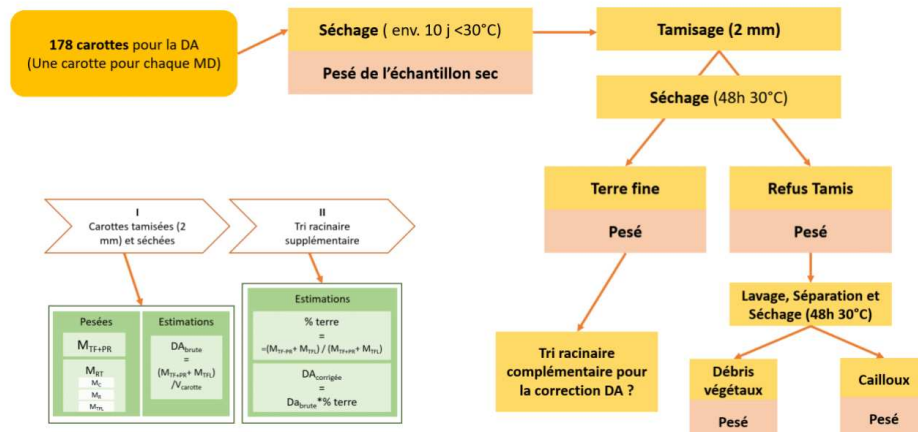 178 carottes pour la DA
(Une carotte pour chaque MD)
Séchage ( env. 10 j <30°C)
Pesé de l'échantillon sec
Tamisage (2 mm)
Séchage (48h 30°C)
Terre fine
Pesé
Refus Tamis
Pesé
Lavage, Séparation et
Séchage (48h 30°C)
Tri racinaire
complémentaire pour
la correction DA ?
Débris
végétaux
Pesé
Cailloux
Pesé
I
Carottes tamisées (2
mm) et séchées
II
Tri racinaire
supplémentaire
Pesées
MTF+PR
MRT
MC
MR
MTFL
Estimations
DAbrute
=
(MTF+PR+ MTFL)
/Vcarotte
Estimations
% terre
=
=(MTF-PR+ MTFL) / (MTF+PR+ MTFL)
DAcorrigée
=
Dabrute*% terre